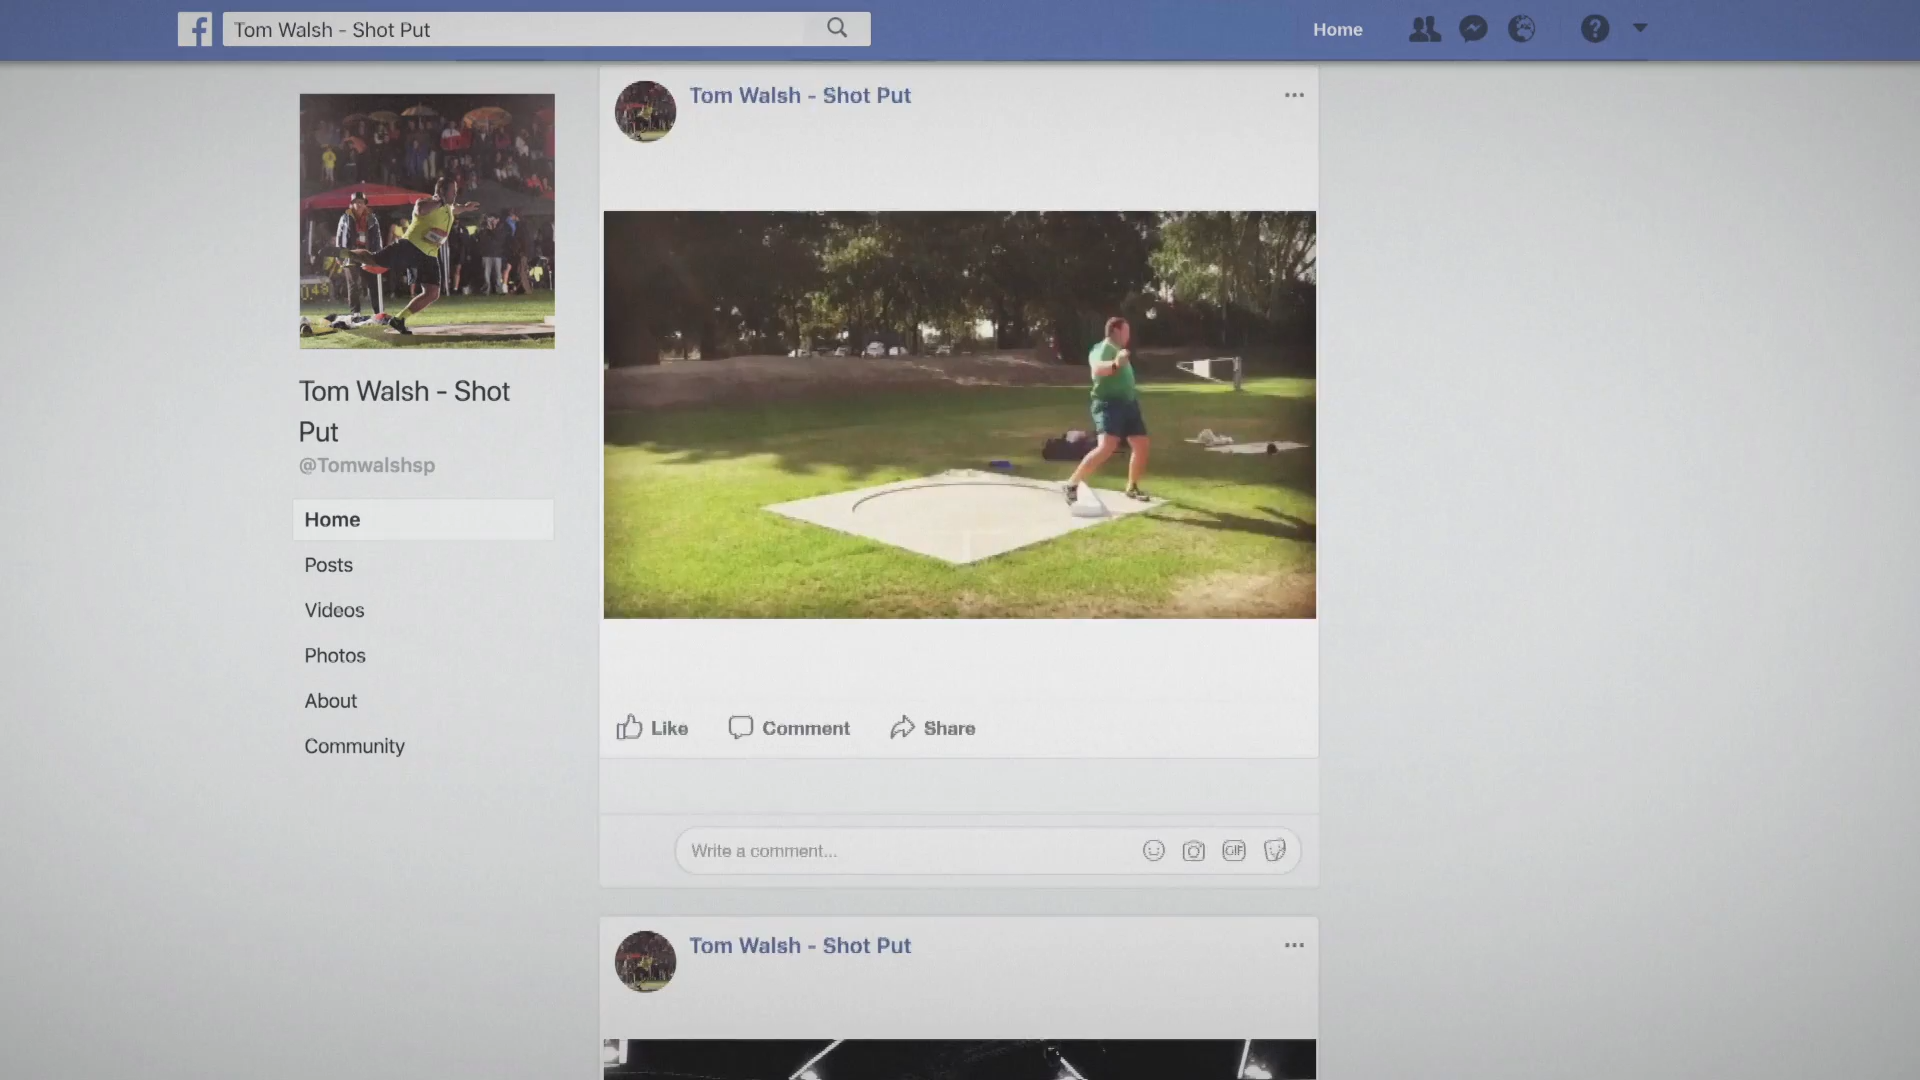 Tom Walsh - Shot Put
Home
Tom Walsh - Shot
Put
@Tomwalshsp
Home
Posts
Videos
Photos
About
Community
Tom Walsh - Shot Put
Like
Comment
Share
Write a comment...
GIF
Tom Walsh - Shot Put